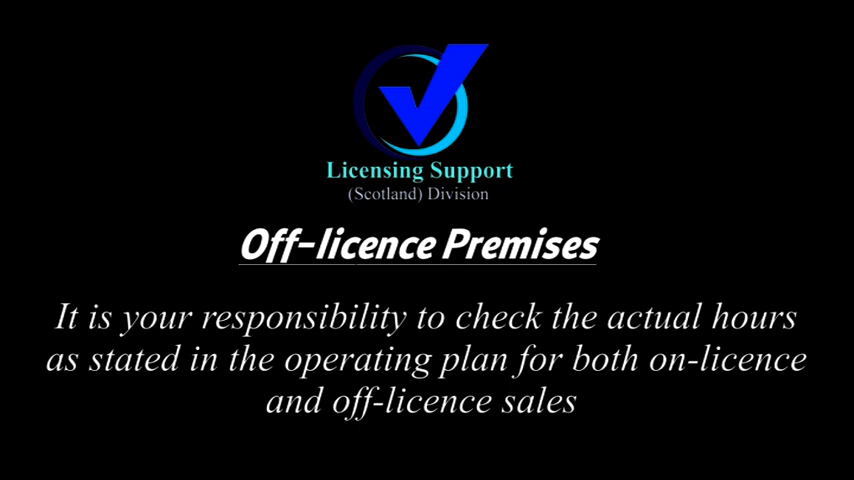 Licensing Support
(Scotland) Division
Off-licence Premises
It is your responsibility to check the actual hours
as stated in the operating plan for both on-licence
and off-licence sales